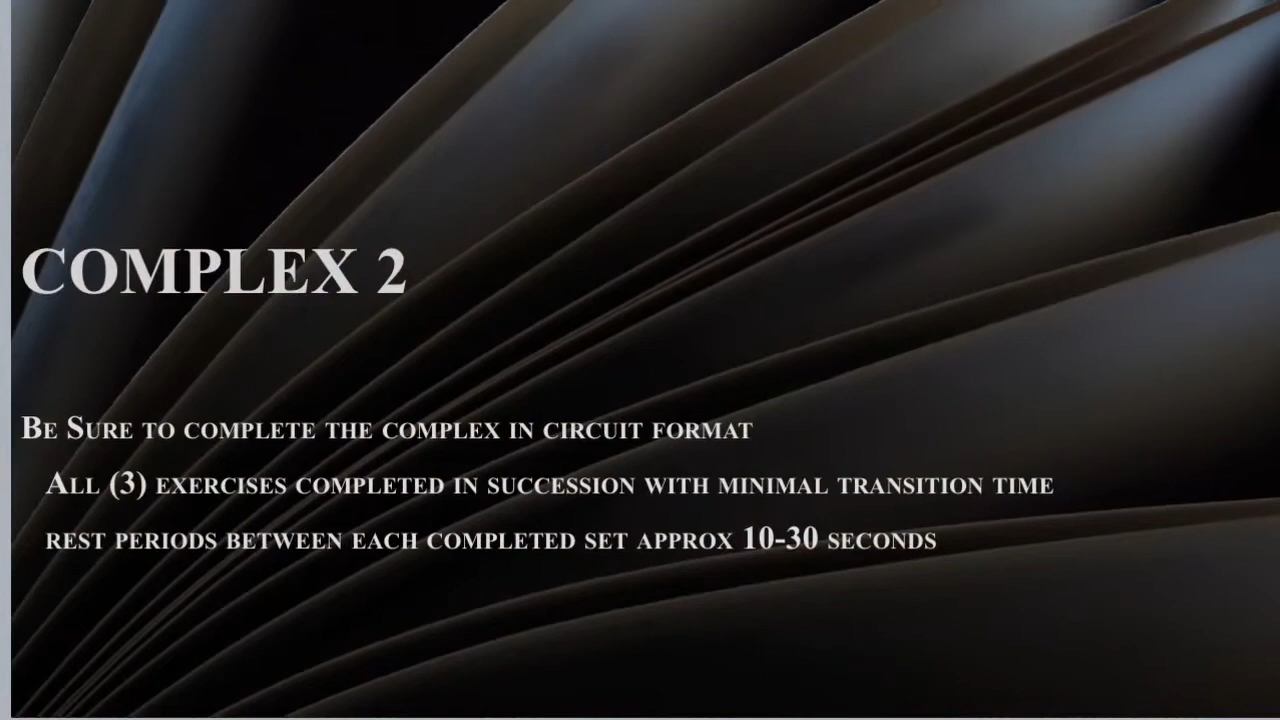 COMPLEX 2
Be Sure to complete the complex in circuit format
All (3) exercises completed in succession with minimal transition time
rest periods between each completed set approx 10-30 seconds